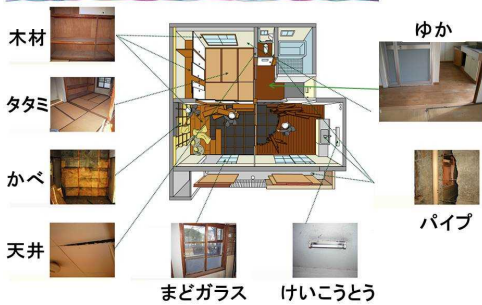 木材
タタミ
かべ
天井
まどガラス
けいこうとう
ゆか
パイプ